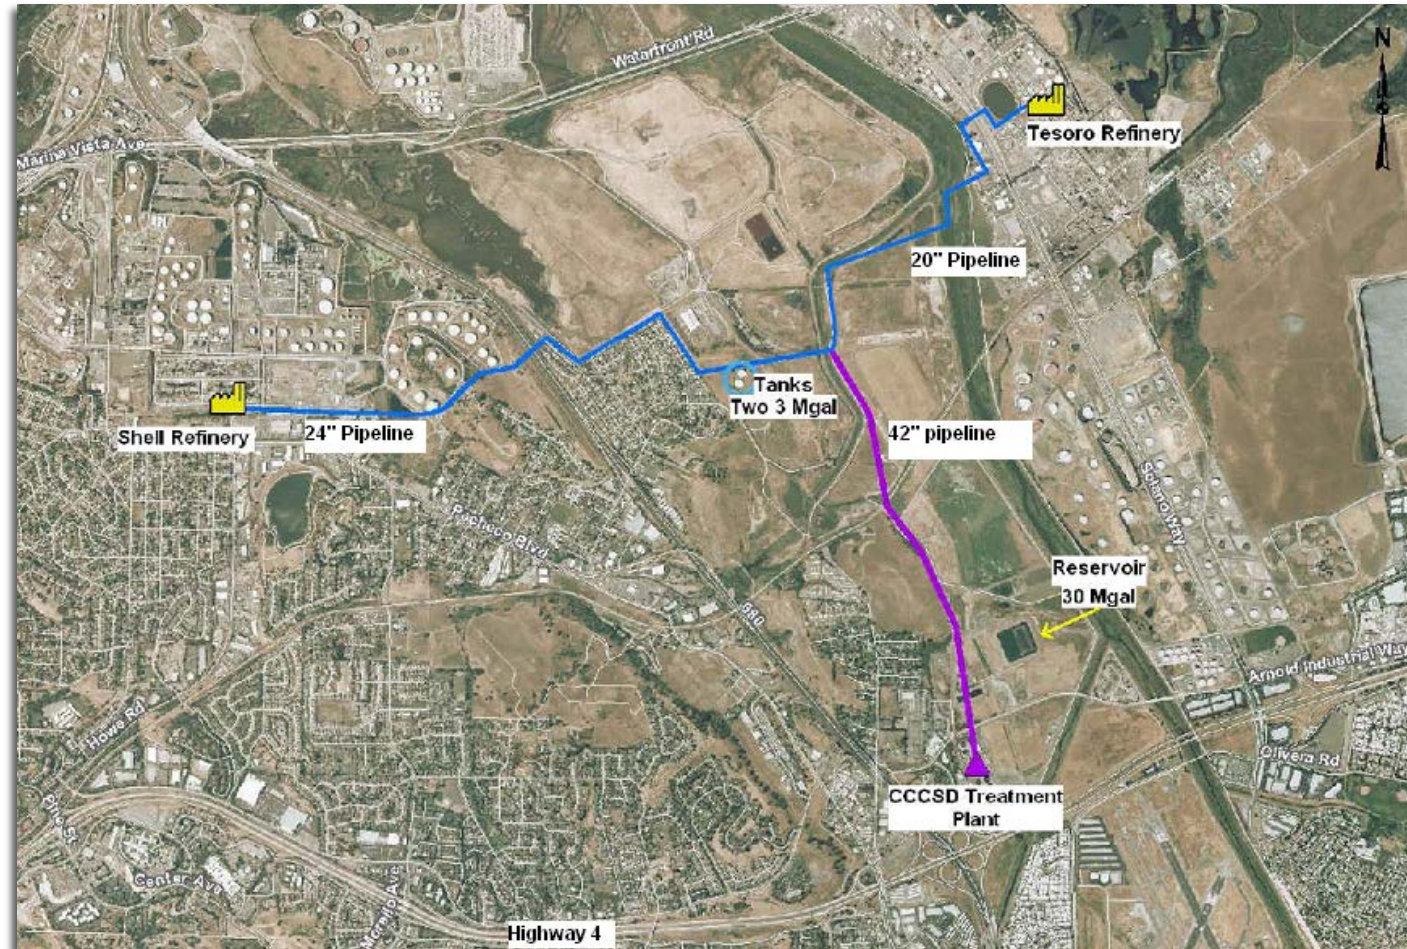 Waterfront Rd
N
Tesoro Refinery
Marina Vista Ave
20" Pipeline
Tanks
Two 3 Mgal
Shell Refinery
24" Pipeline
42" pipeline
Solano Way
Pacheco Blvd
Reservoir
30 Mgal
680
Arnold Industrial Way
Howe Rd
Olivera Rd
CCCSD Treatment
Plant
Pine St
Center Ave
Morello Ave
Highway 4